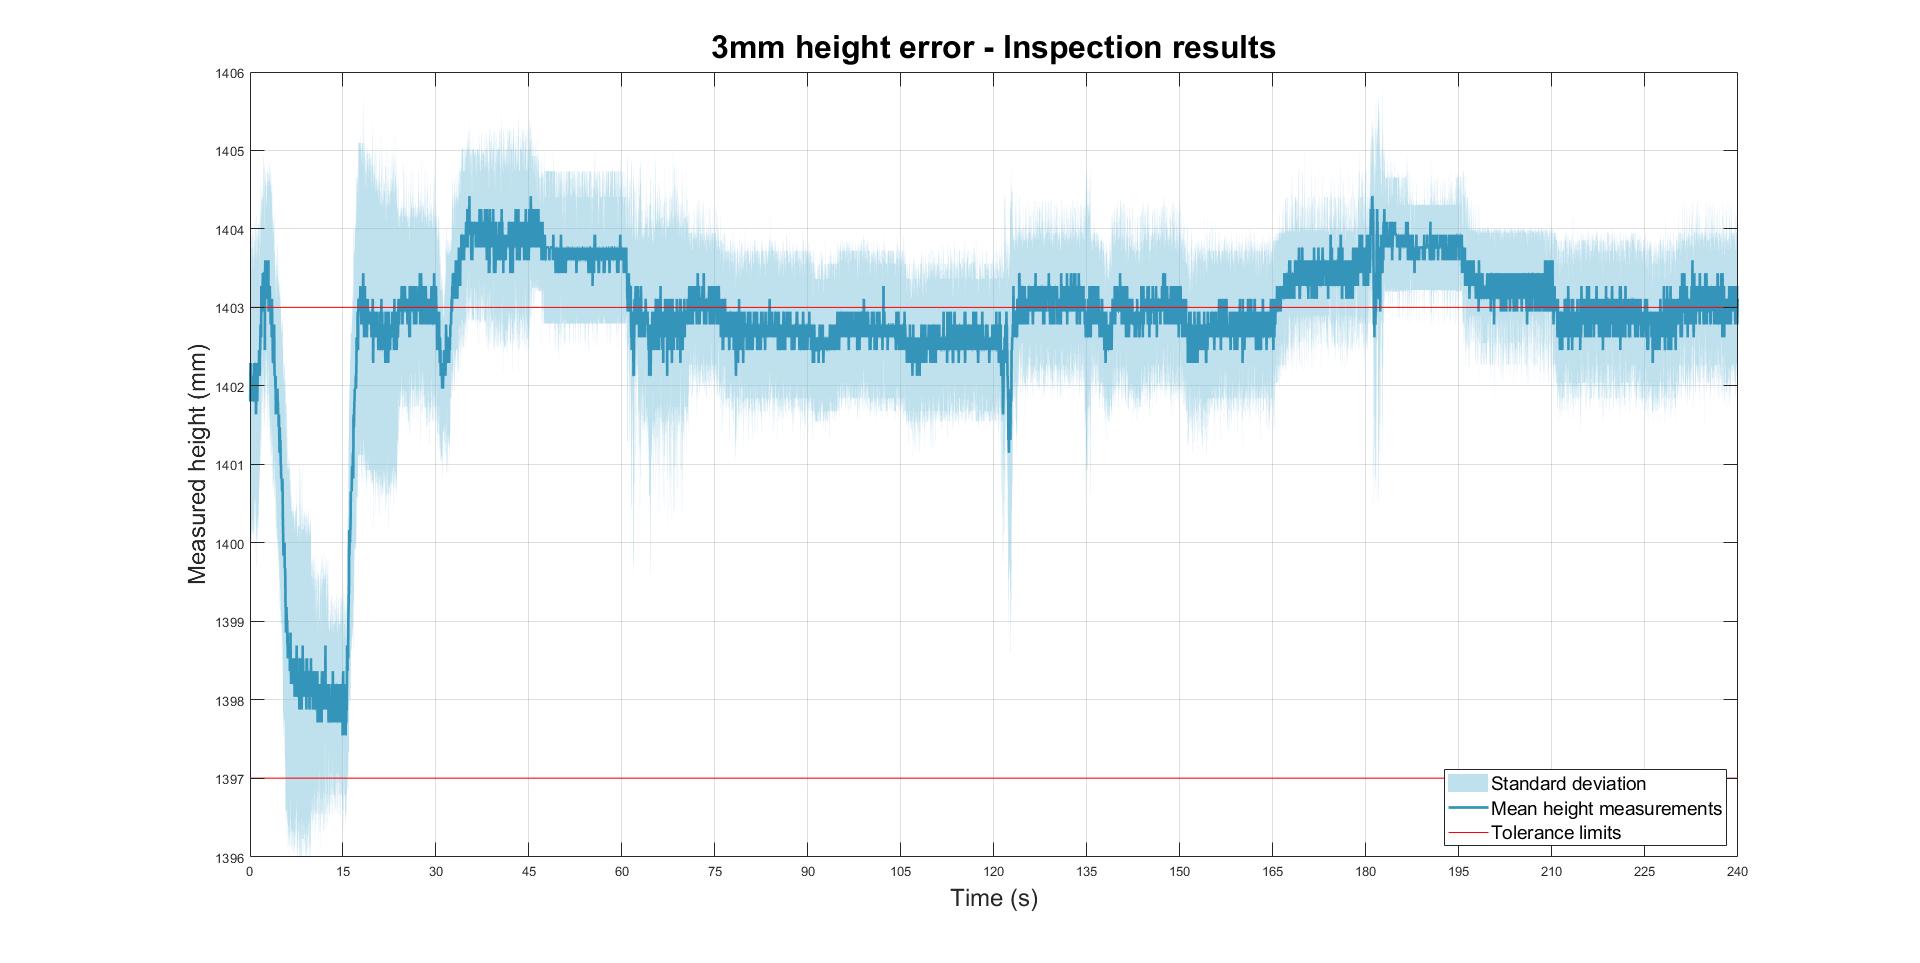 3mm height error - Inspection results
Measured height (mm)
1406
1405
1404
1403
1402
1401
1400
1399
1398
1397
1396
Standard deviation
Mean height measurements
Tolerance limits
0 15 30 45 60 75 90 105 120 135 150 165 180 195 210 225 240
Time (s)